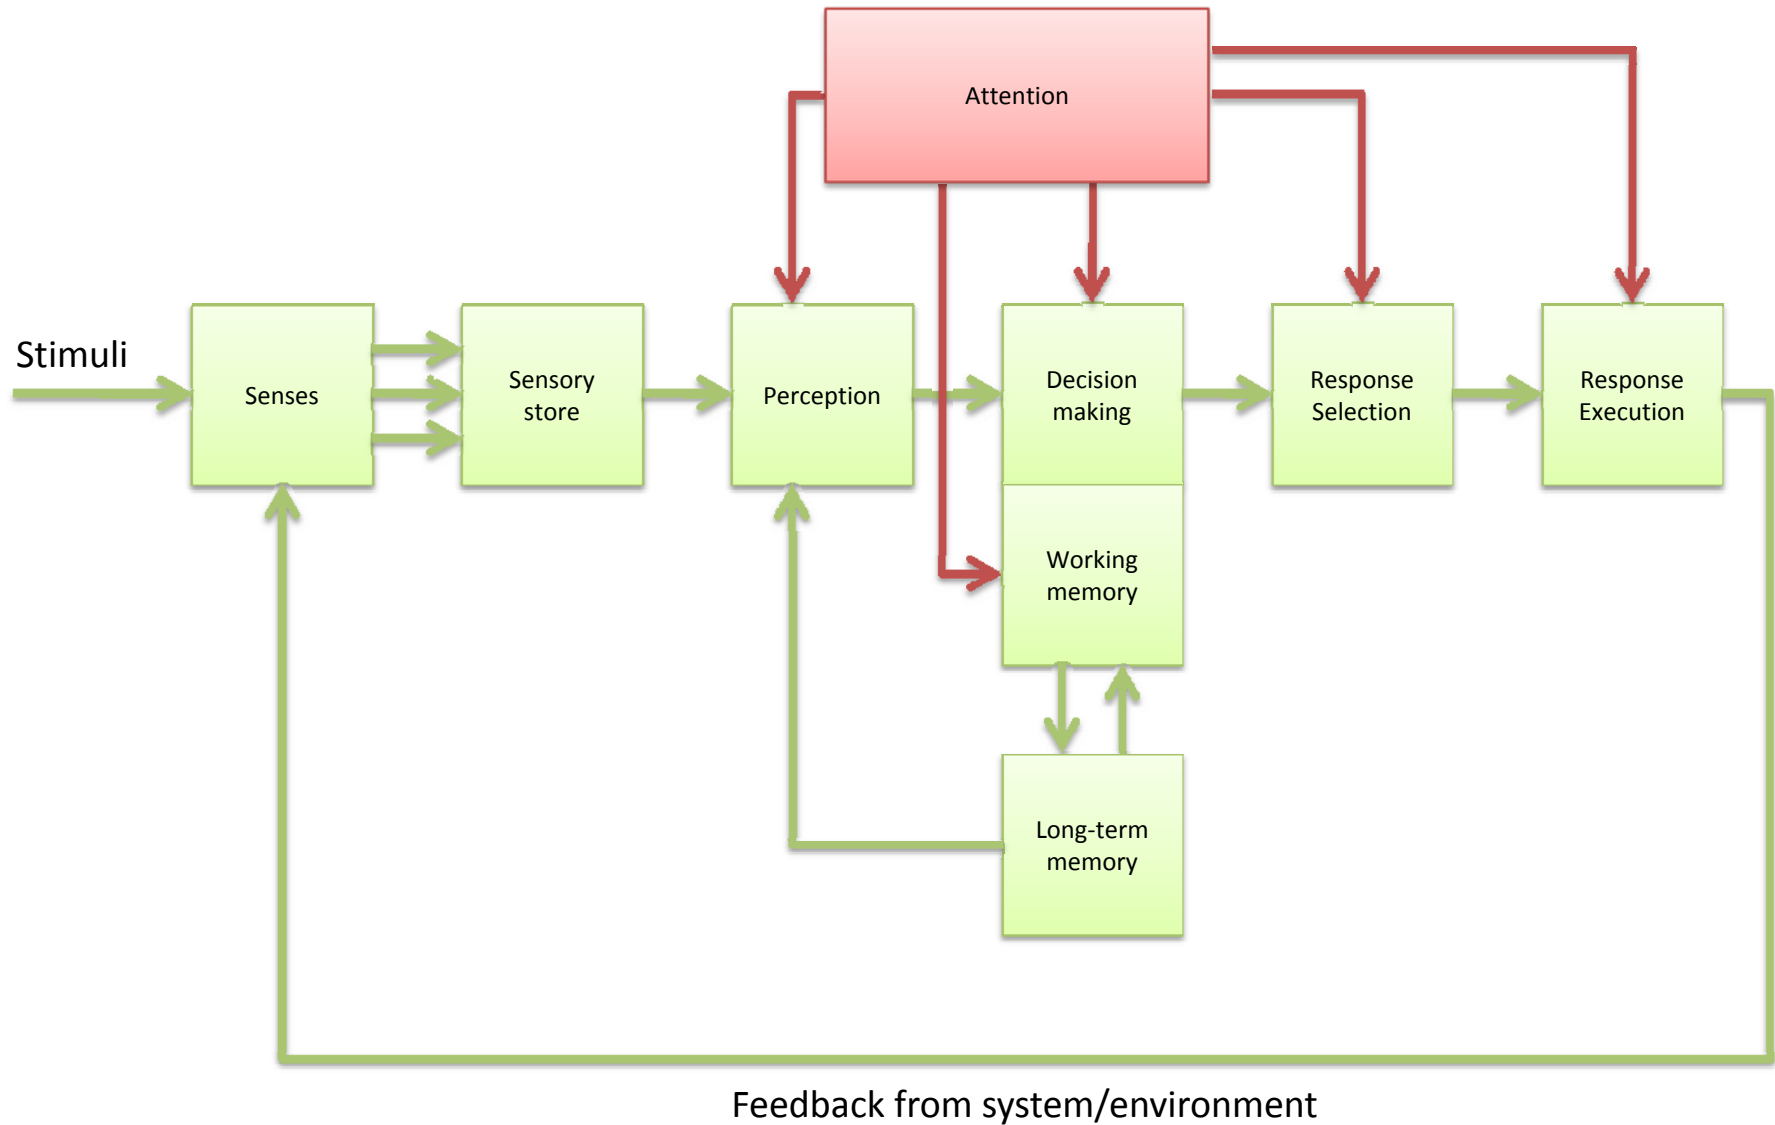 Attention
Stimuli
Senses
Sensory
store
Perception
Decision
making
Response
Selection
Response
Execution
Working
memory
Long-term
memory
Feedback from system/environment